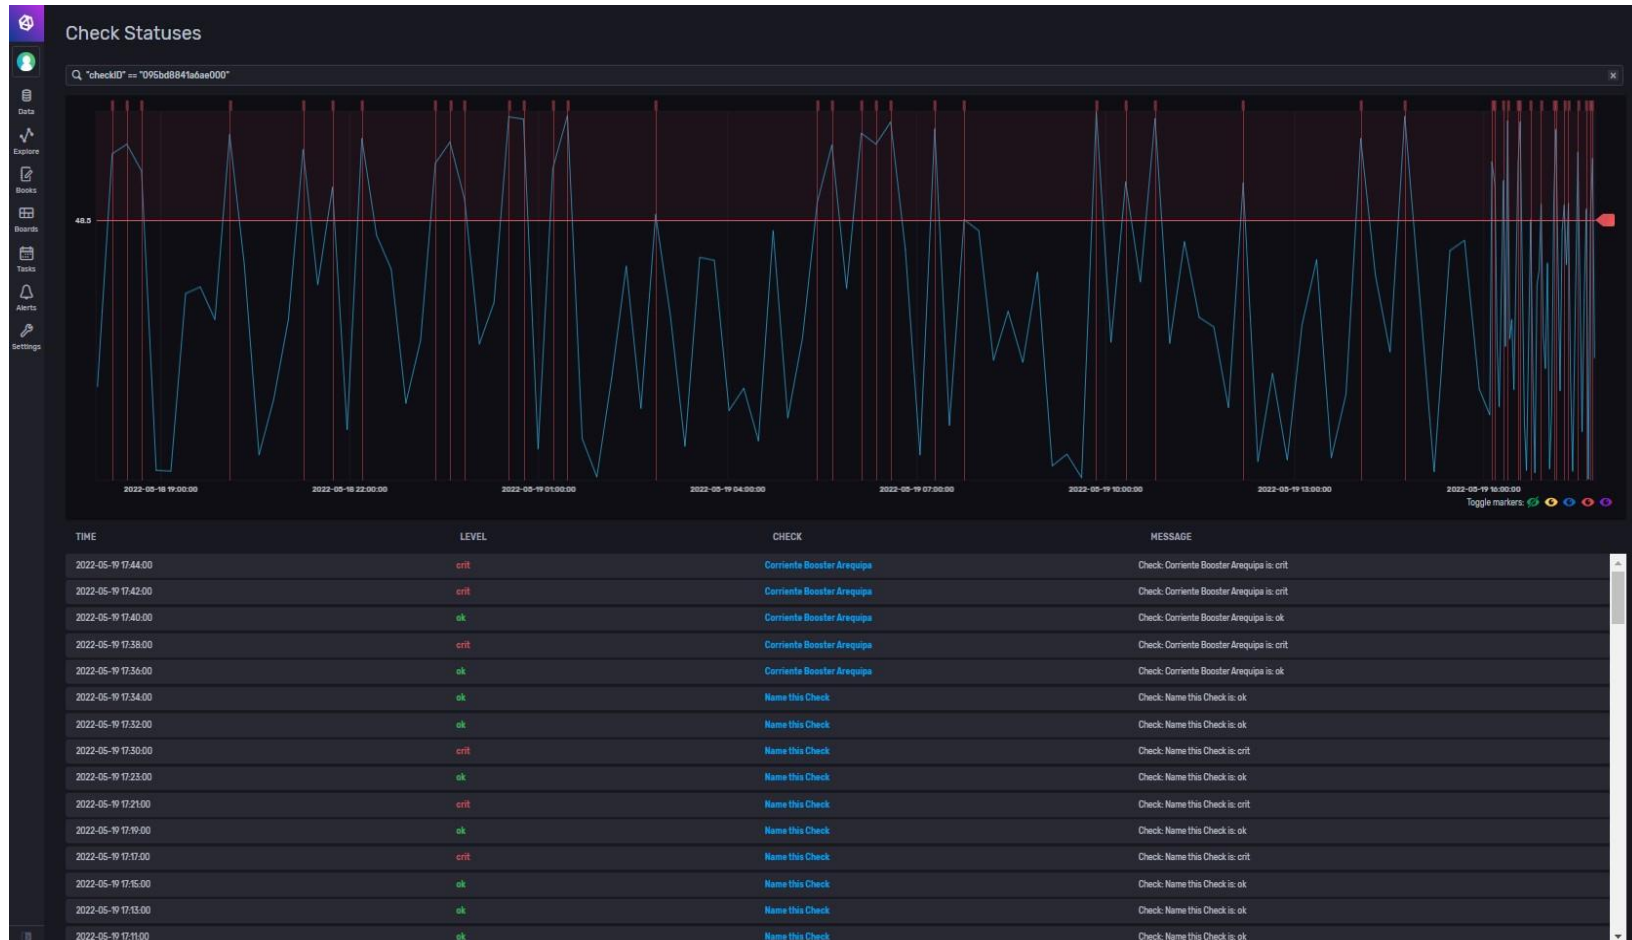 Check Statuses
"checkID" == "095bd8841a6ae000"
Data
Explore
Books
Boards
Tasks
Alerts
Settings
48.5
2022-05-18 19:00:00 2022-05-18 22:00:00 2022-05-19 01:00:00 2022-05-19 04:00:00 2022-05-19 07:00:00 2022-05-19 10:00:00 2022-05-19 13:00:00 2022-05-19 16:00:00
Toggle markers:
TIME LEVEL CHECK MESSAGE
2022-05-19 17:44:00 crit Corriente Booster Arequipa Check: Corriente Booster Arequipa is: crit
2022-05-19 17:42:00 crit Corriente Booster Arequipa Check: Corriente Booster Arequipa is: crit
2022-05-19 17:40:00 ok Corriente Booster Arequipa Check: Corriente Booster Arequipa is: ok
2022-05-19 17:38:00 crit Corriente Booster Arequipa Check: Corriente Booster Arequipa is: crit
2022-05-19 17:36:00 ok Corriente Booster Arequipa Check: Corriente Booster Arequipa is: ok
2022-05-19 17:34:00 ok Name this Check Check: Name this Check is: ok
2022-05-19 17:32:00 ok Name this Check Check: Name this Check is: ok
2022-05-19 17:30:00 crit Name this Check Check: Name this Check is: crit
2022-05-19 17:23:00 ok Name this Check Check: Name this Check is: ok
2022-05-19 17:21:00 crit Name this Check Check: Name this Check is: crit
2022-05-19 17:19:00 ok Name this Check Check: Name this Check is: ok
2022-05-19 17:17:00 crit Name this Check Check: Name this Check is: crit
2022-05-19 17:15:00 ok Name this Check Check: Name this Check is: ok
2022-05-19 17:13:00 ok Name this Check Check: Name this Check is: ok
2022-05-19 17:11:00 ok Name this Check Check: Name this Check is: ok